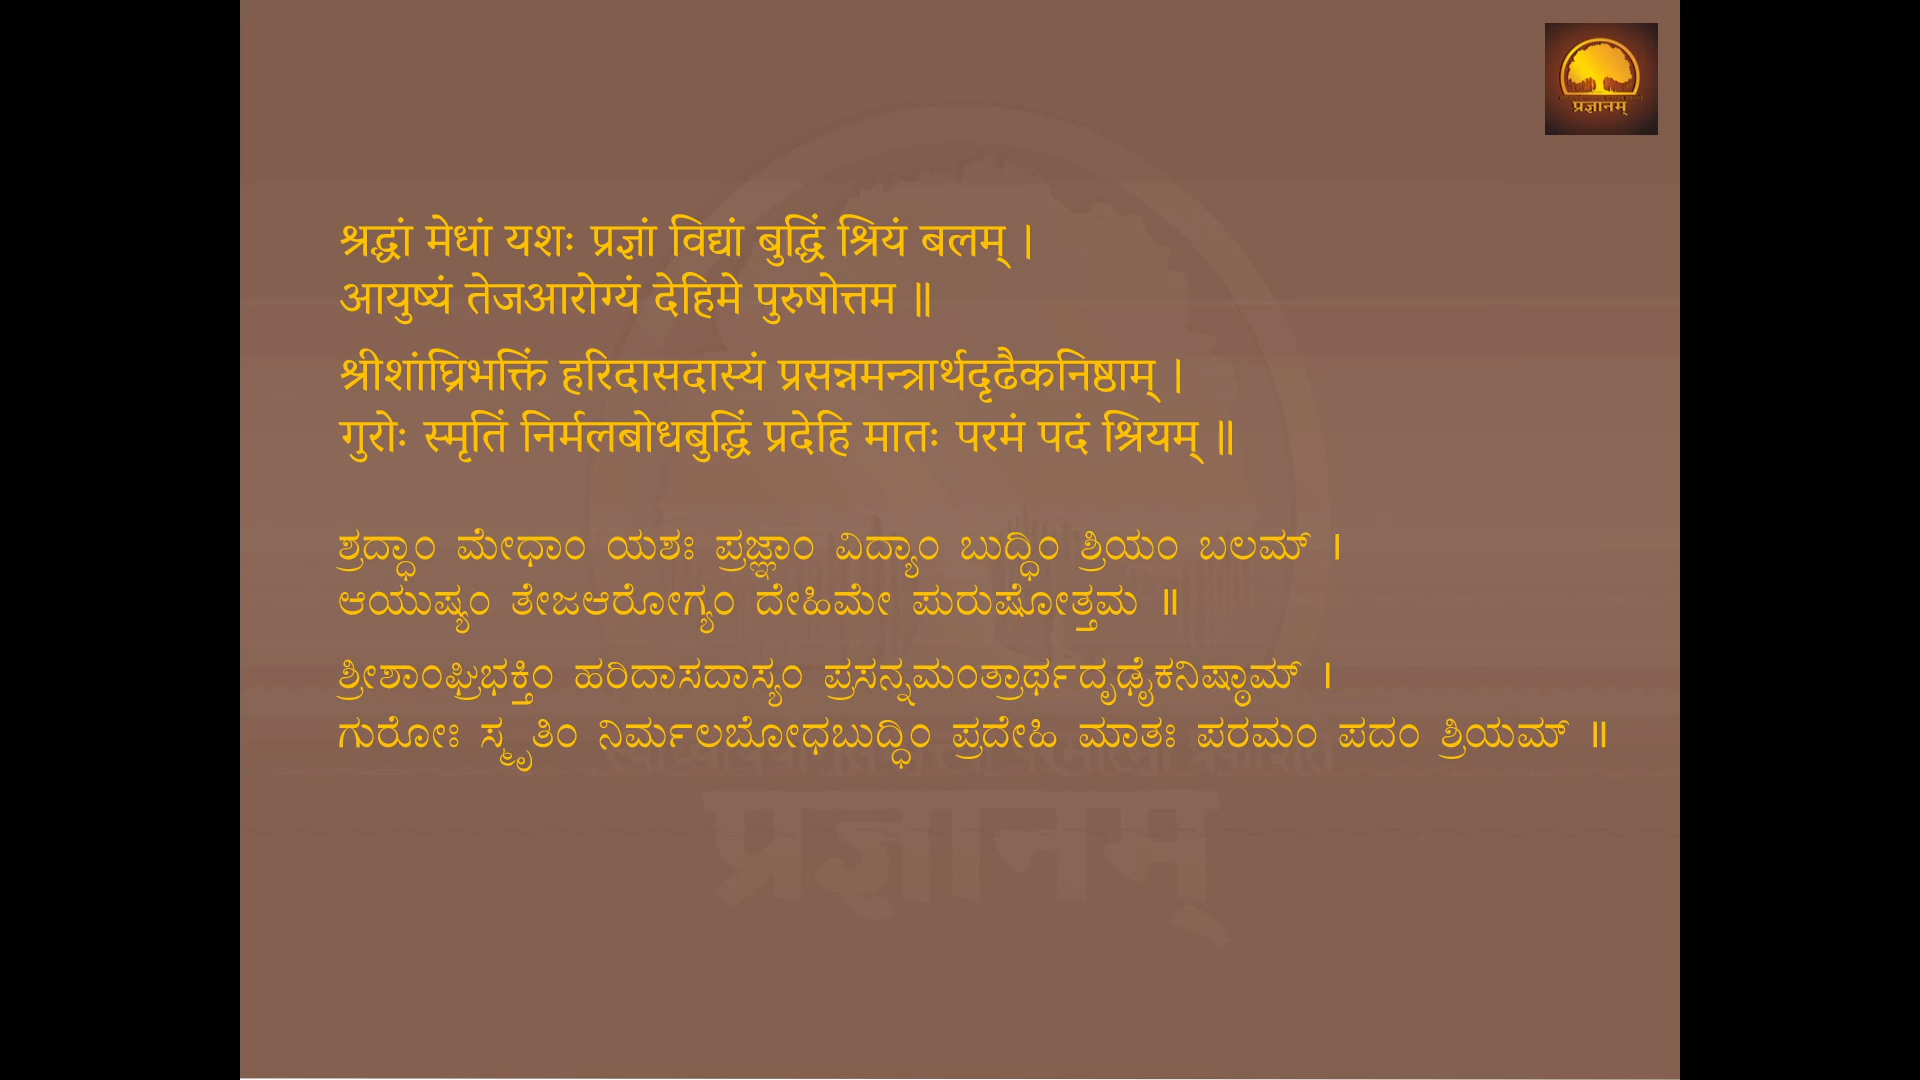 प्रज्ञानम्
श्रद्धां मेधां यशः प्रज्ञां विद्यां बुद्धिं श्रियं बलम् ।
आयुष्यं तेजआरोग्यं देहिमे पुरुषोत्तम ॥
श्रीशांघ्रिभक्तिं हरिदासदास्यं प्रसन्नमन्त्रार्थदृढैकनिष्ठाम् ।
गुरोः स्मृतिं निर्मलबोधबुद्धिं प्रदेहि मातः परमं पदं श्रियम् ॥
ಶ್ರದ್ಧಾಂ ಮೇಧಾಂ ಯಶಃ ಪ್ರಜ್ಞಾಂ ವಿದ್ಯಾಂ ಬುದ್ಧಿಂ ಶ್ರಿಯಂ ಬಲಮ್ ।
ಆಯುಷ್ಯಂ ತೇಜಆರೋಗ್ಯಂ ದೇಹಿಮೇ ಪುರುಷೋತ್ತಮ ॥
ಶ್ರೀಶಾಂಘ್ರಿಭಕ್ತಿಂ ಹರಿದಾಸದಾಸ್ಯಂ ಪ್ರಸನ್ನಮಂತ್ರಾರ್ಥದೃಢೈಕನಿಷ್ಠಾಮ್ ।
ಗುರೋಃ ಸ್ಮೃತಿಂ ನಿರ್ಮಲಬೋಧಬುದ್ಧಿಂ ಪ್ರದೇಹಿ ಮಾತಃ ಪರಮಂ ಪದಂ ಶ್ರಿಯಮ್ ॥
प्रज्ञानम्